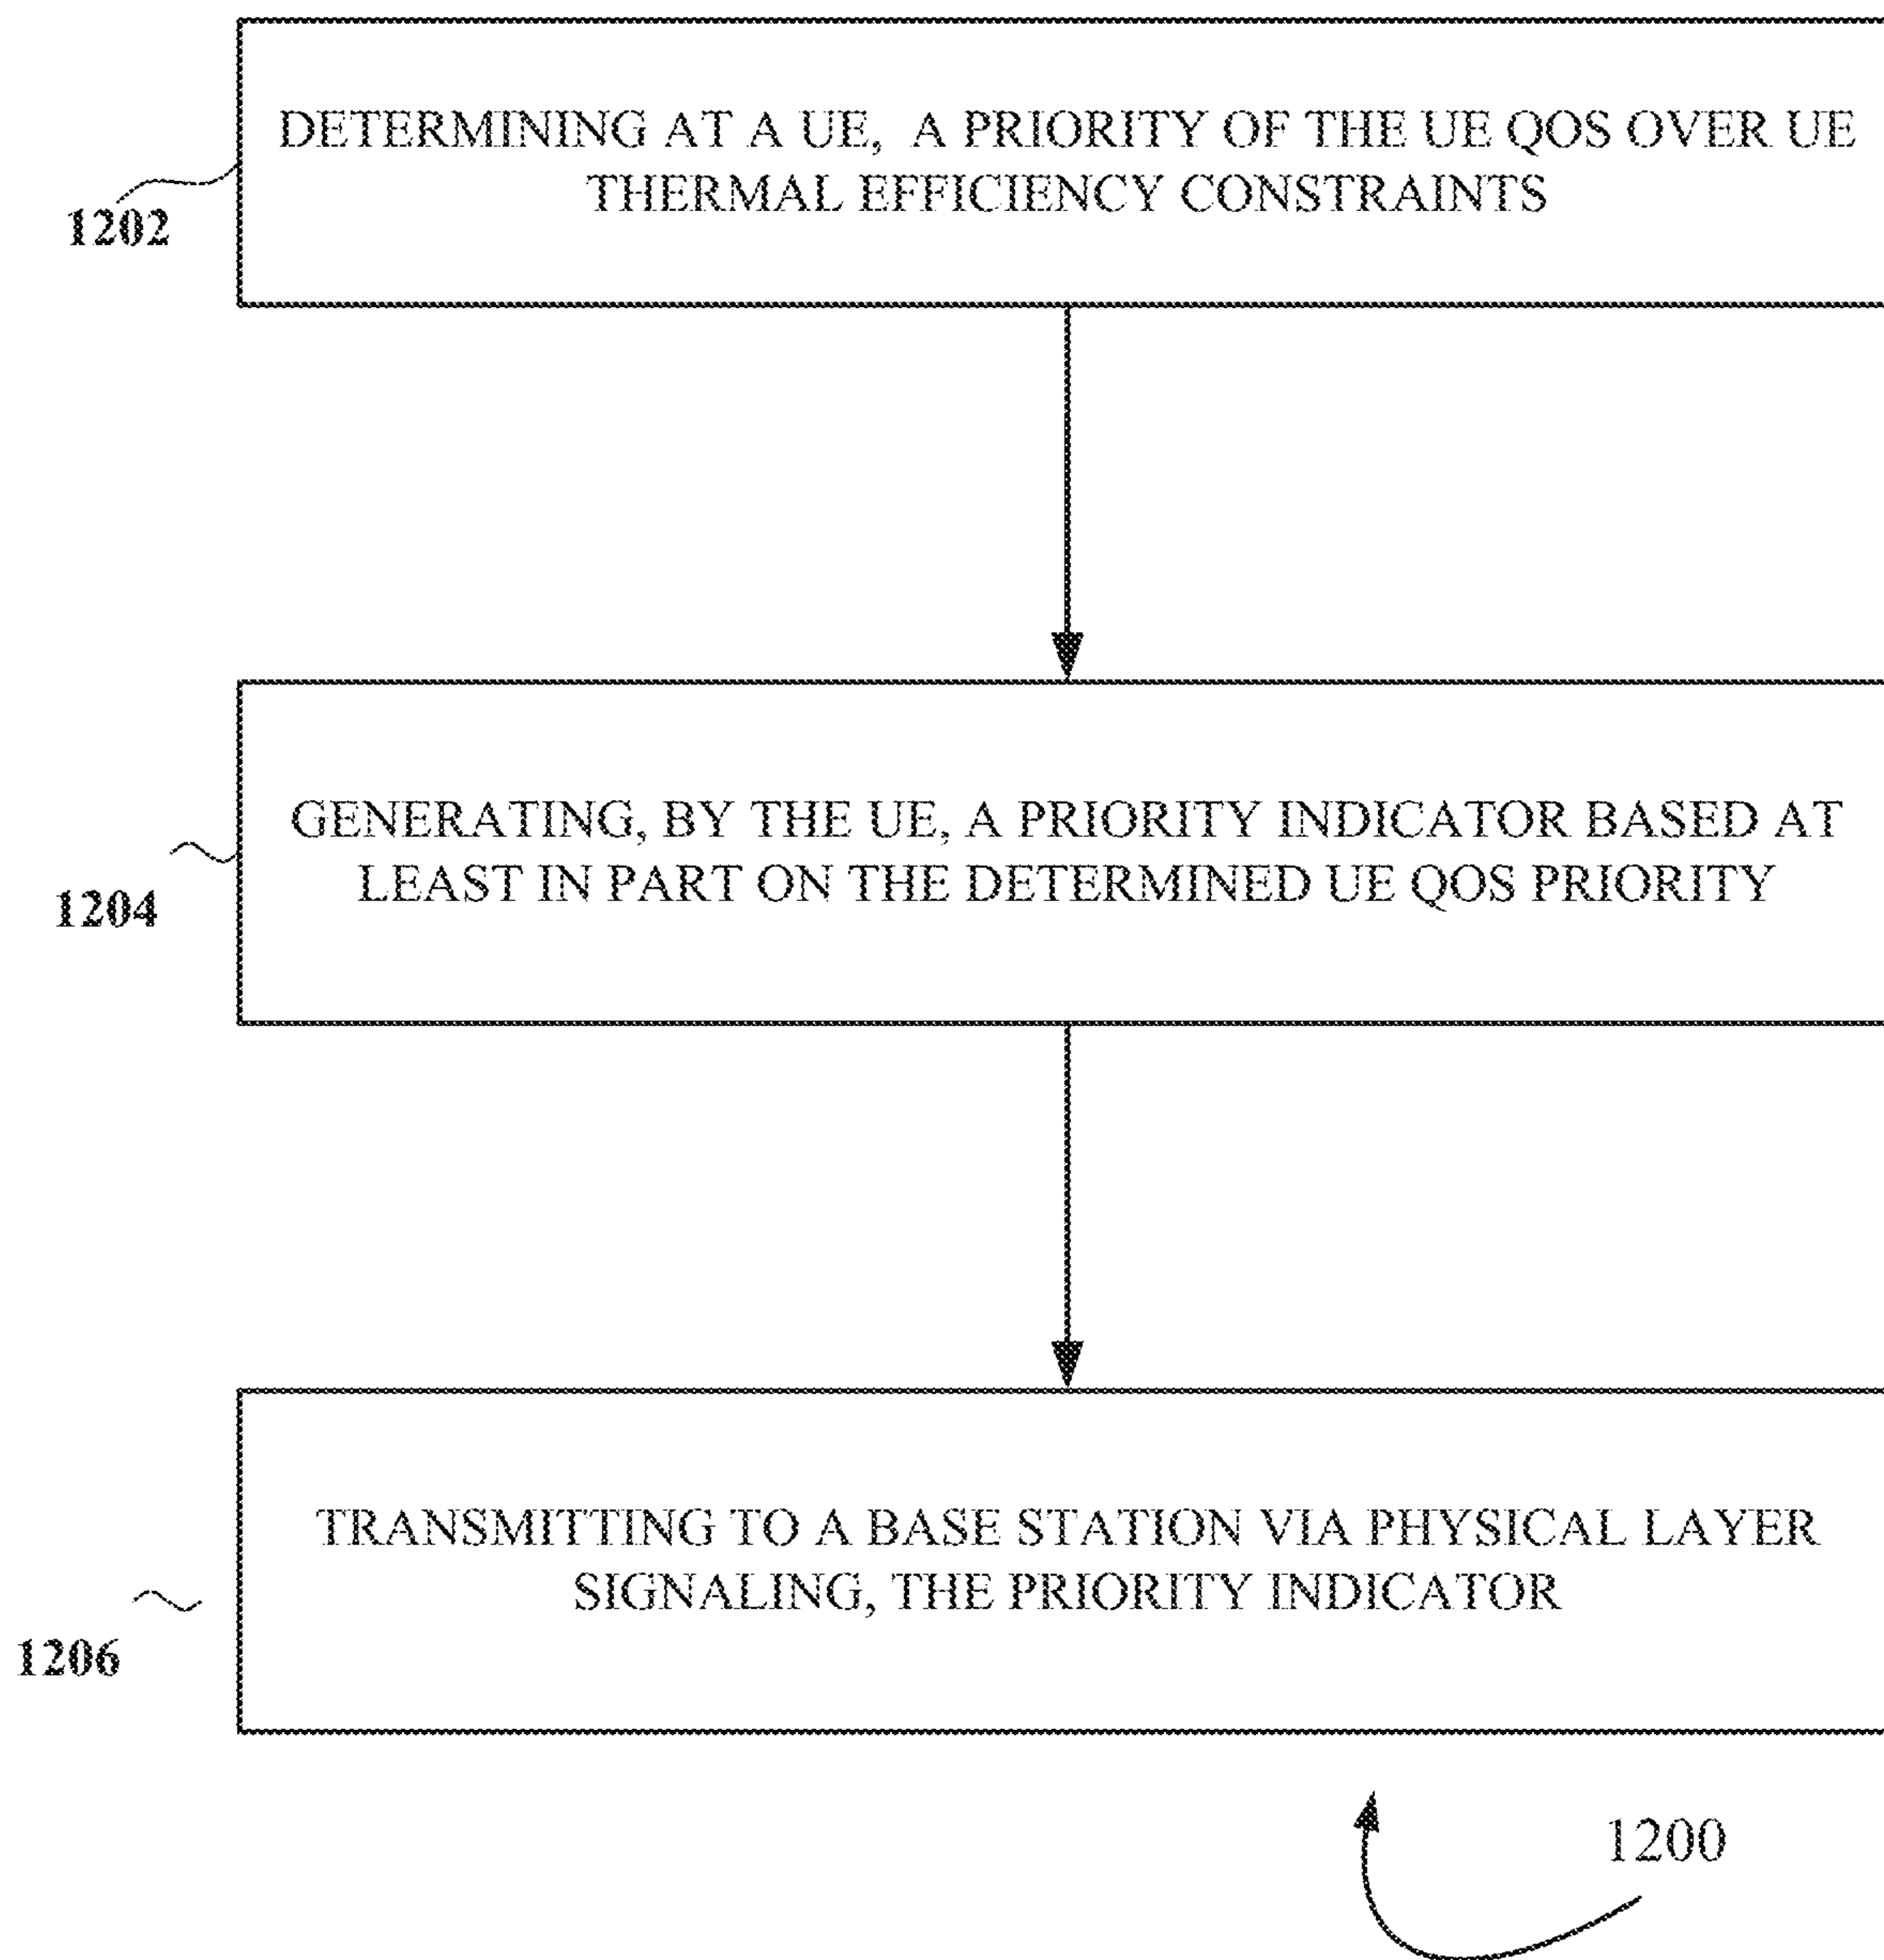 DETERMINING AT A UE, A PRIORITY OF THE UE QOS OVER UE
THERMAL EFFICIENCY CONSTRAINTS
1202
GENERATING, BY THE UE, A PRIORITY INDICATOR BASED AT
LEAST IN PART ON THE DETERMINED UE QOS PRIORITY
1204
TRANSMITTING TO A BASE STATION VIA PHYSICAL LAYER
SIGNALING, THE PRIORITY INDICATOR
1206
1200